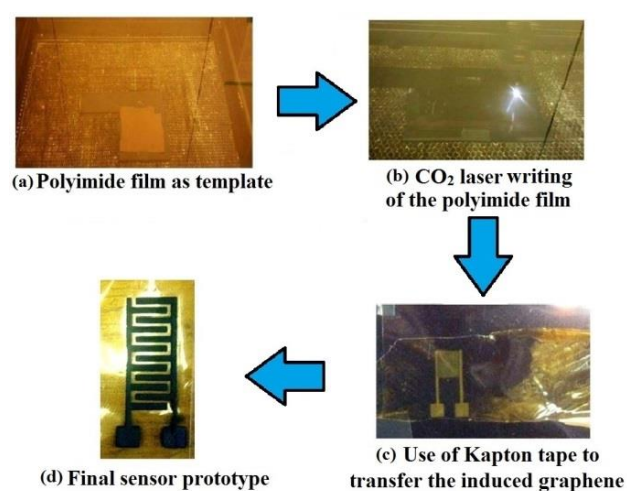 (a) Polyimide film as template
(b) CO₂ laser writing
of the polyimide film
(d) Final sensor prototype
(c) Use of Kapton tape to
transfer the induced graphene